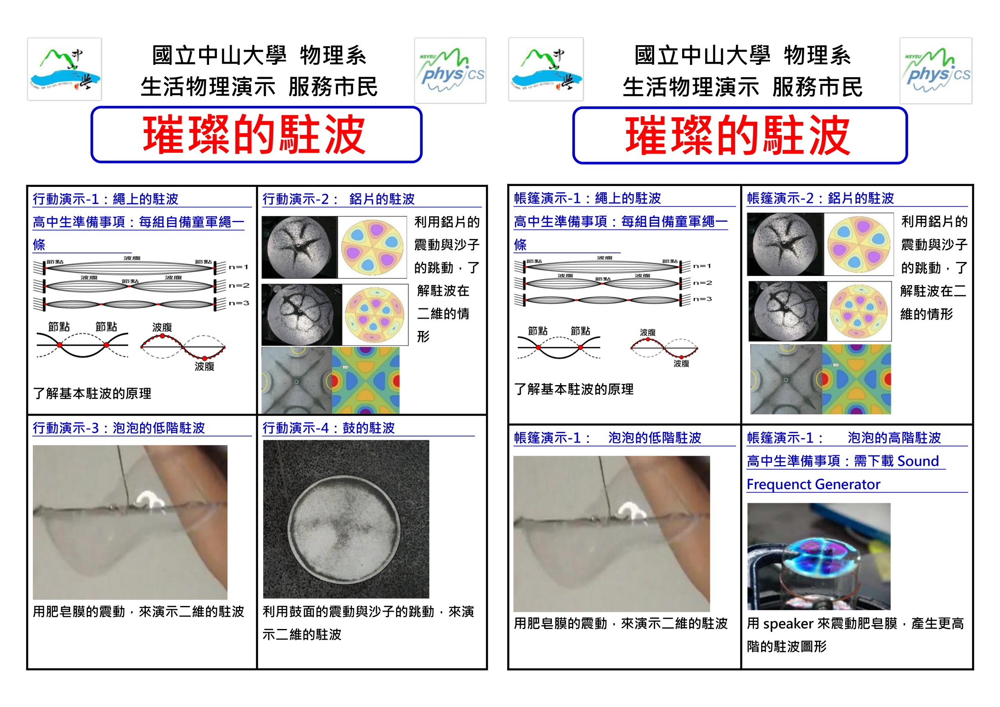 國立中山大學 物理系
生活物理演示 服務市民
NSYSU
physics
璀璨的駐波
行動演示-1：繩上的駐波
高中生準備事項：每組自備童軍繩一
條
節點 波腹 節點 n=1
波腹 節點 波腹 n=2
n=3
節點 節點 波腹
波腹
了解基本駐波的原理
行動演示-2： 鋁片的駐波
利用鋁片的
震動與沙子
的跳動，了
解駐波在
二維的情
形
行動演示-3：泡泡的低階駐波
用肥皂膜的震動，來演示二維的駐波
行動演示-4：鼓的駐波
利用鼓面的震動與沙子的跳動，來演
示二維的駐波
國立中山大學 物理系
生活物理演示 服務市民
NSYSU
physics
璀璨的駐波
帳篷演示-1：繩上的駐波
高中生準備事項：每組自備童軍繩一
條
節點 波腹 節點 n=1
波腹 節點 波腹 n=2
n=3
節點 節點 波腹
波腹
了解基本駐波的原理
帳篷演示-2：鋁片的駐波
利用鋁片的
震動與沙子
的跳動，了
解駐波在二
維的情形
帳篷演示-1： 泡泡的低階駐波
用肥皂膜的震動，來演示二維的駐波
帳篷演示-1： 泡泡的高階駐波
高中生準備事項：需下載 Sound
Frequenct Generator
用 speaker 來震動肥皂膜，產生更高
階的駐波圖形